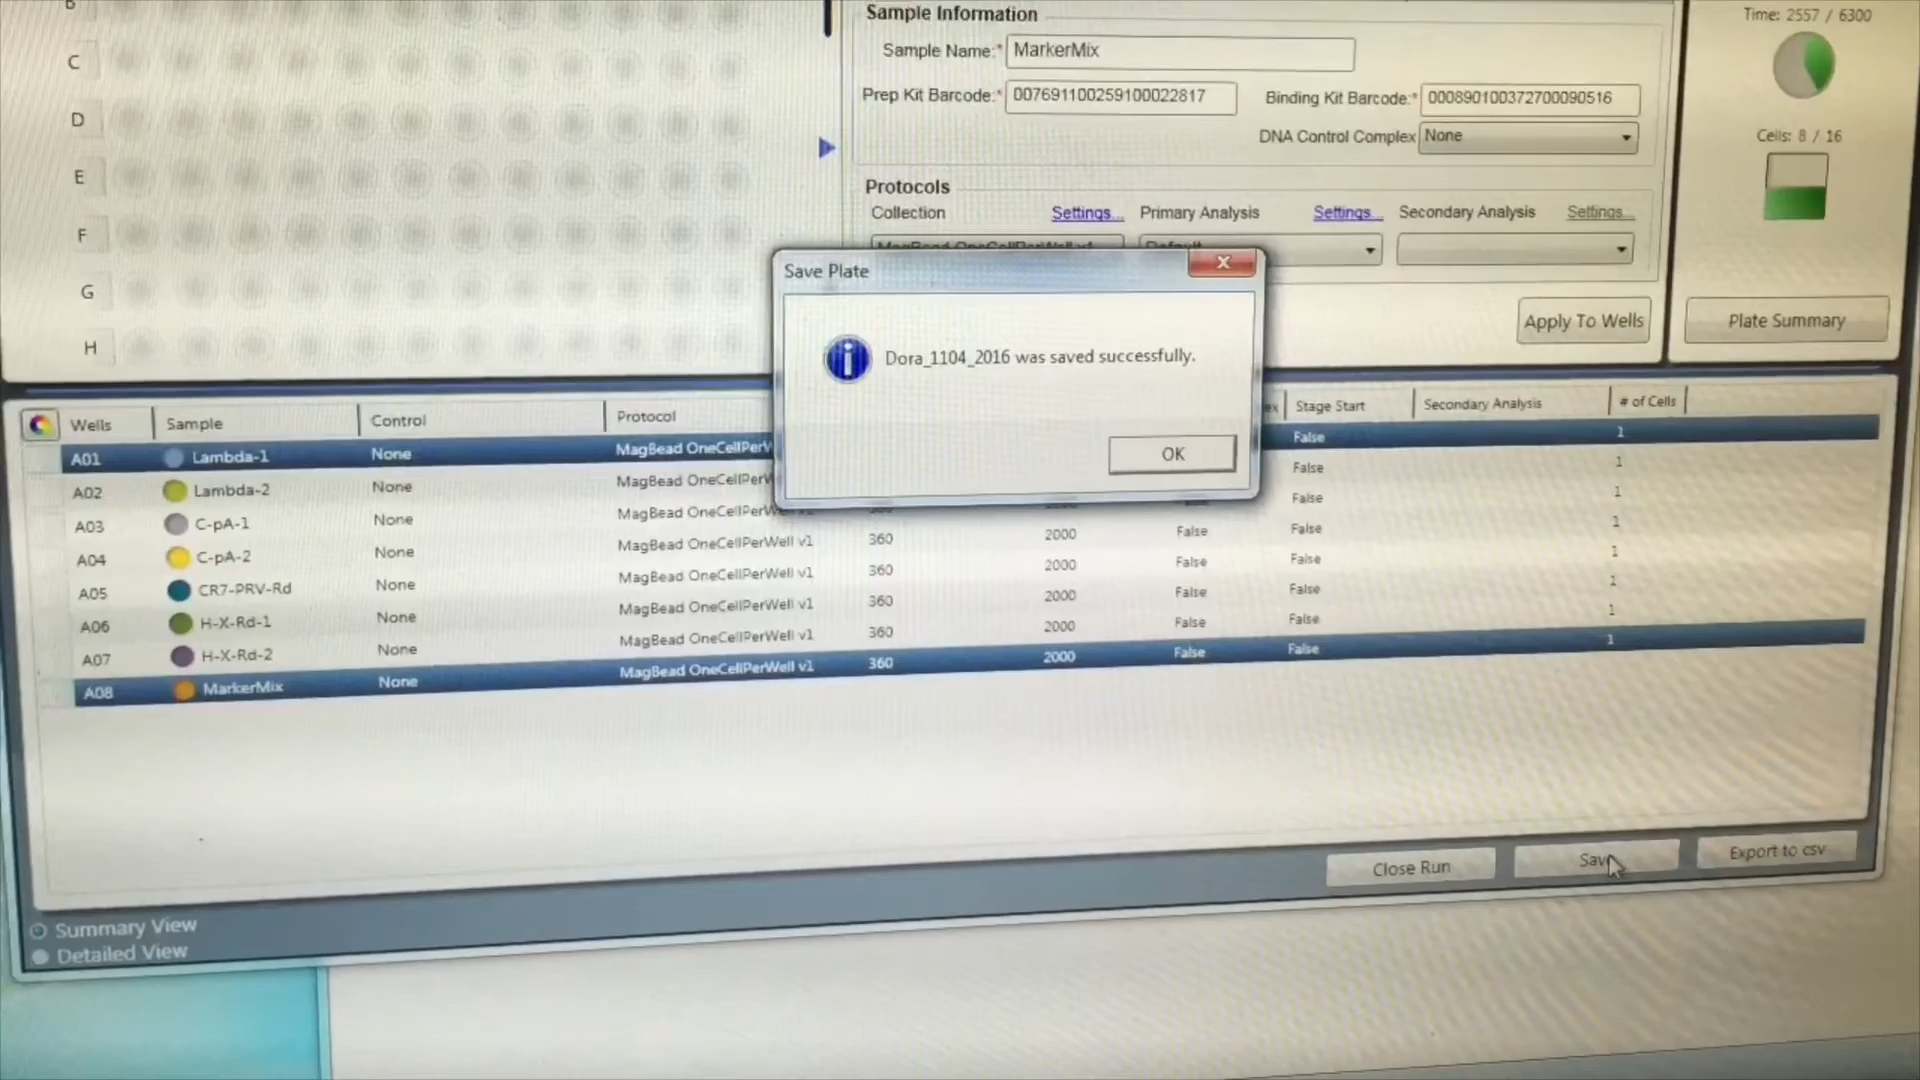 B
Sample Information
Time: 2557 / 6300
C
Sample Name:* MarkerMix
Prep Kit Barcode:* 007691100259100022817 Binding Kit Barcode:* 000890100372700090516
D
DNA Control Complex None
Cells: 8 / 16
E
Protocols
Collection Settings... Primary Analysis Settings... Secondary Analysis Settings...
F
MagBead OneCellPerWell v1 Default
Save Plate X
G
Apply To Wells
Plate Summary
H
Dora_1104_2016 was saved successfully.
OK
Wells Sample Control Protocol Stage Start Secondary Analysis # of Cells
A01 Lambda-1 None MagBead OneCellPerW False 1
A02 Lambda-2 None MagBead OneCellPerW False 1
A03 C-pA-1 None MagBead OneCellPerWell False 1
A04 C-pA-2 None MagBead OneCellPerWell v1 360 2000 False False 1
A05 CR7-PRV-Rd None MagBead OneCellPerWell v1 360 2000 False False 1
A06 H-X-Rd-1 None MagBead OneCellPerWell v1 360 2000 False False 1
A07 H-X-Rd-2 None MagBead OneCellPerWell v1 360 2000 False False 1
A08 MarkerMix None MagBead OneCellPerWell v1 360 2000 False False 1
Close Run Save Export to csv
Summary View
Detailed View